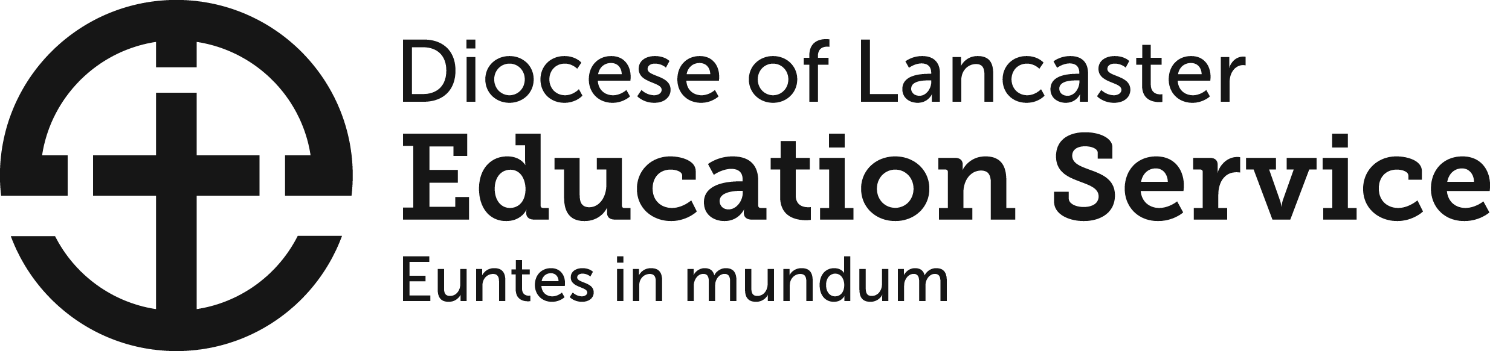 Diocese of Lancaster
Education Service
Euntes in mundum